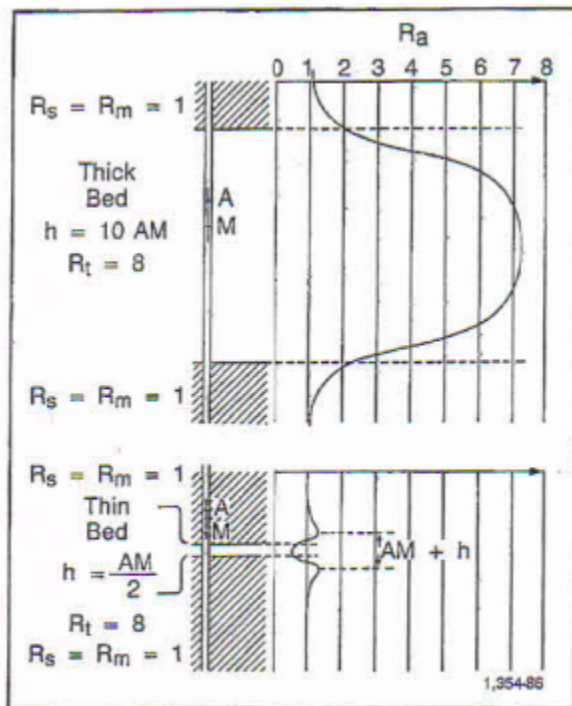 Ra
0 1 2 3 4 5 6 7 8
Rs = Rm = 1
Thick
Bed
h = 10 AM
Rt = 8
A
M
Rs = Rm = 1
Rs = Rm = 1
Thin
Bed
A
M
h = AM/2
AM + h
Rt = 8
Rs = Rm = 1
1,354-86